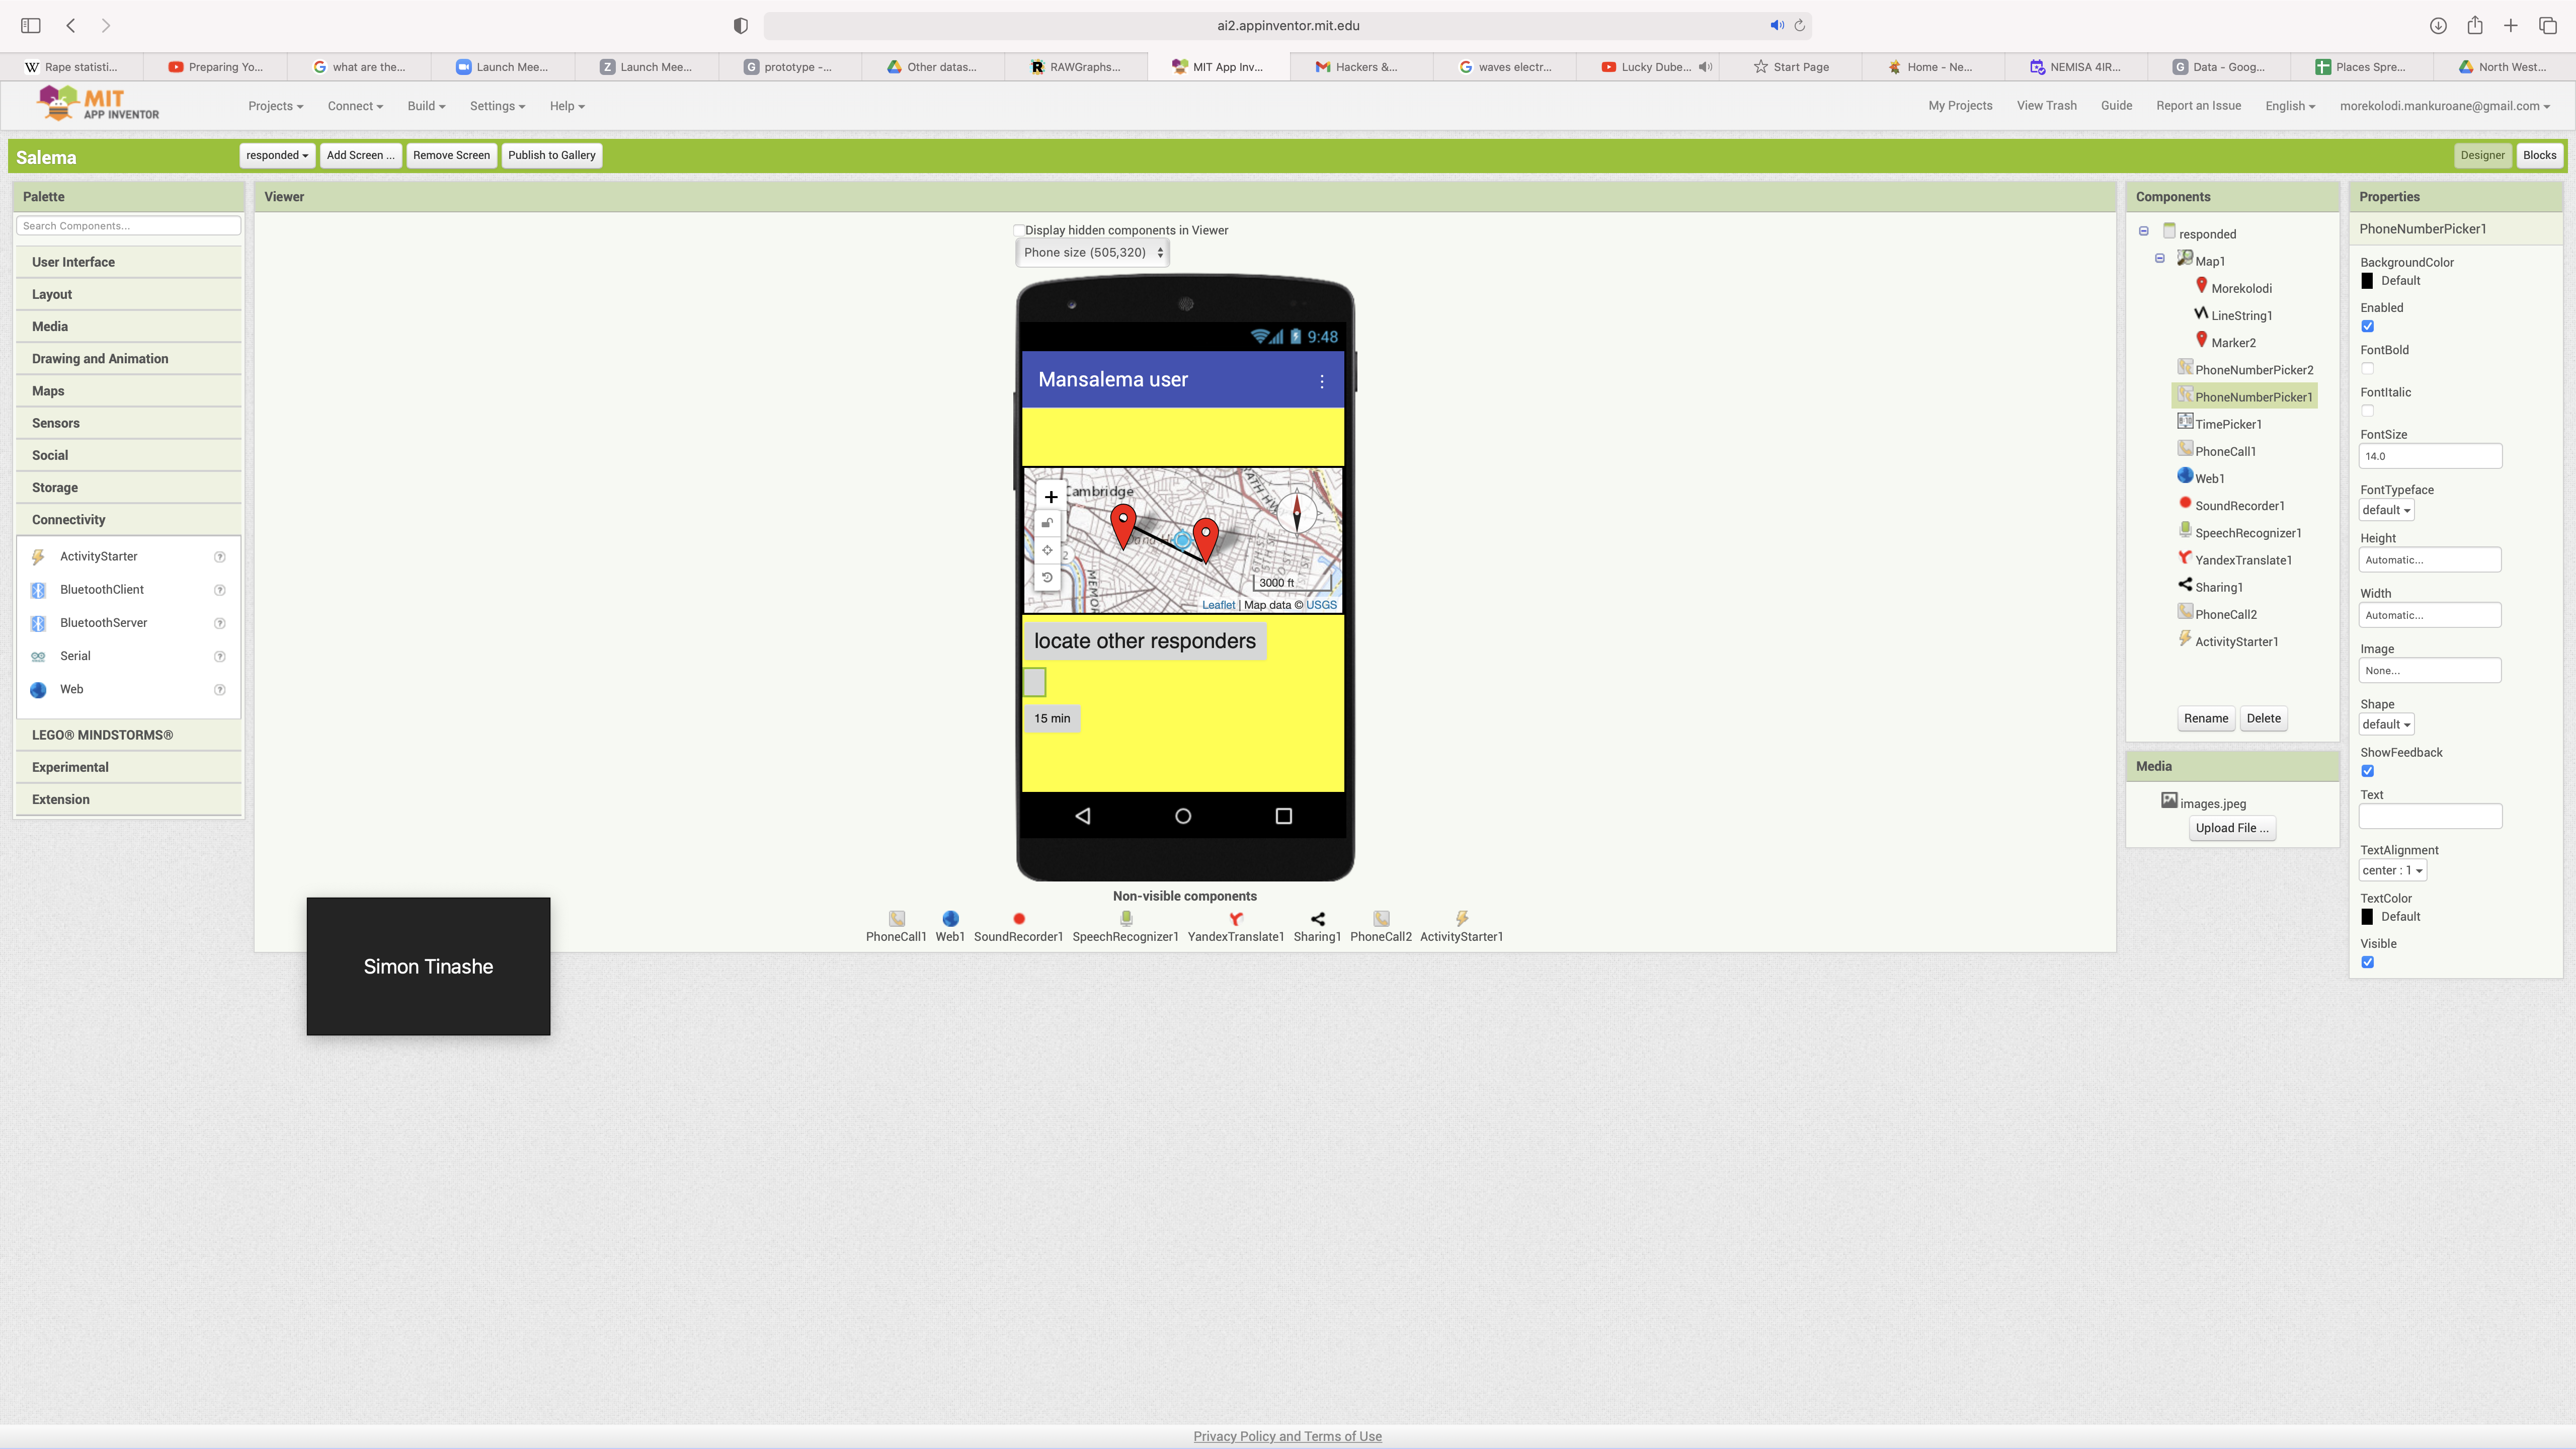 ai2.appinventor.mit.edu
Rape statisti...
Preparing Yo...
what are the...
Launch Mee...
Launch Mee...
prototype -...
Other datas...
RAWGraphs...
MIT App Inv...
Hackers &...
waves electr...
Lucky Dube...
Start Page
Home - Ne...
NEMISA 4IR...
Data - Goog...
Places Spre...
North West...
MIT
APP INVENTOR
Projects
Connect
Build
Settings
Help
My Projects
View Trash
Guide
Report an Issue
English
morekolodi.mankuroane@gmail.com
Salema
responded
Add Screen ...
Remove Screen
Publish to Gallery
Designer
Blocks
Palette
Search Components...
User Interface
Layout
Media
Drawing and Animation
Maps
Sensors
Social
Storage
Connectivity
ActivityStarter
BluetoothClient
BluetoothServer
Serial
Web
LEGO® MINDSTORMS®
Experimental
Extension
Viewer
Display hidden components in Viewer
Phone size (505,320)
9:48
Mansalema user
Cambridge
3000 ft
Leaflet | Map data © USGS
locate other responders
15 min
Non-visible components
PhoneCall1
Web1
SoundRecorder1
SpeechRecognizer1
YandexTranslate1
Sharing1
PhoneCall2
ActivityStarter1
Simon Tinashe
Components
responded
Map1
Morekolodi
LineString1
Marker2
PhoneNumberPicker2
PhoneNumberPicker1
TimePicker1
PhoneCall1
Web1
SoundRecorder1
SpeechRecognizer1
YandexTranslate1
Sharing1
PhoneCall2
ActivityStarter1
Rename
Delete
Media
images.jpeg
Upload File ...
Properties
PhoneNumberPicker1
BackgroundColor
Default
Enabled
FontBold
FontItalic
FontSize
14.0
FontTypeface
default
Height
Automatic...
Width
Automatic...
Image
None...
Shape
default
ShowFeedback
Text
TextAlignment
center : 1
TextColor
Default
Visible
Privacy Policy and Terms of Use